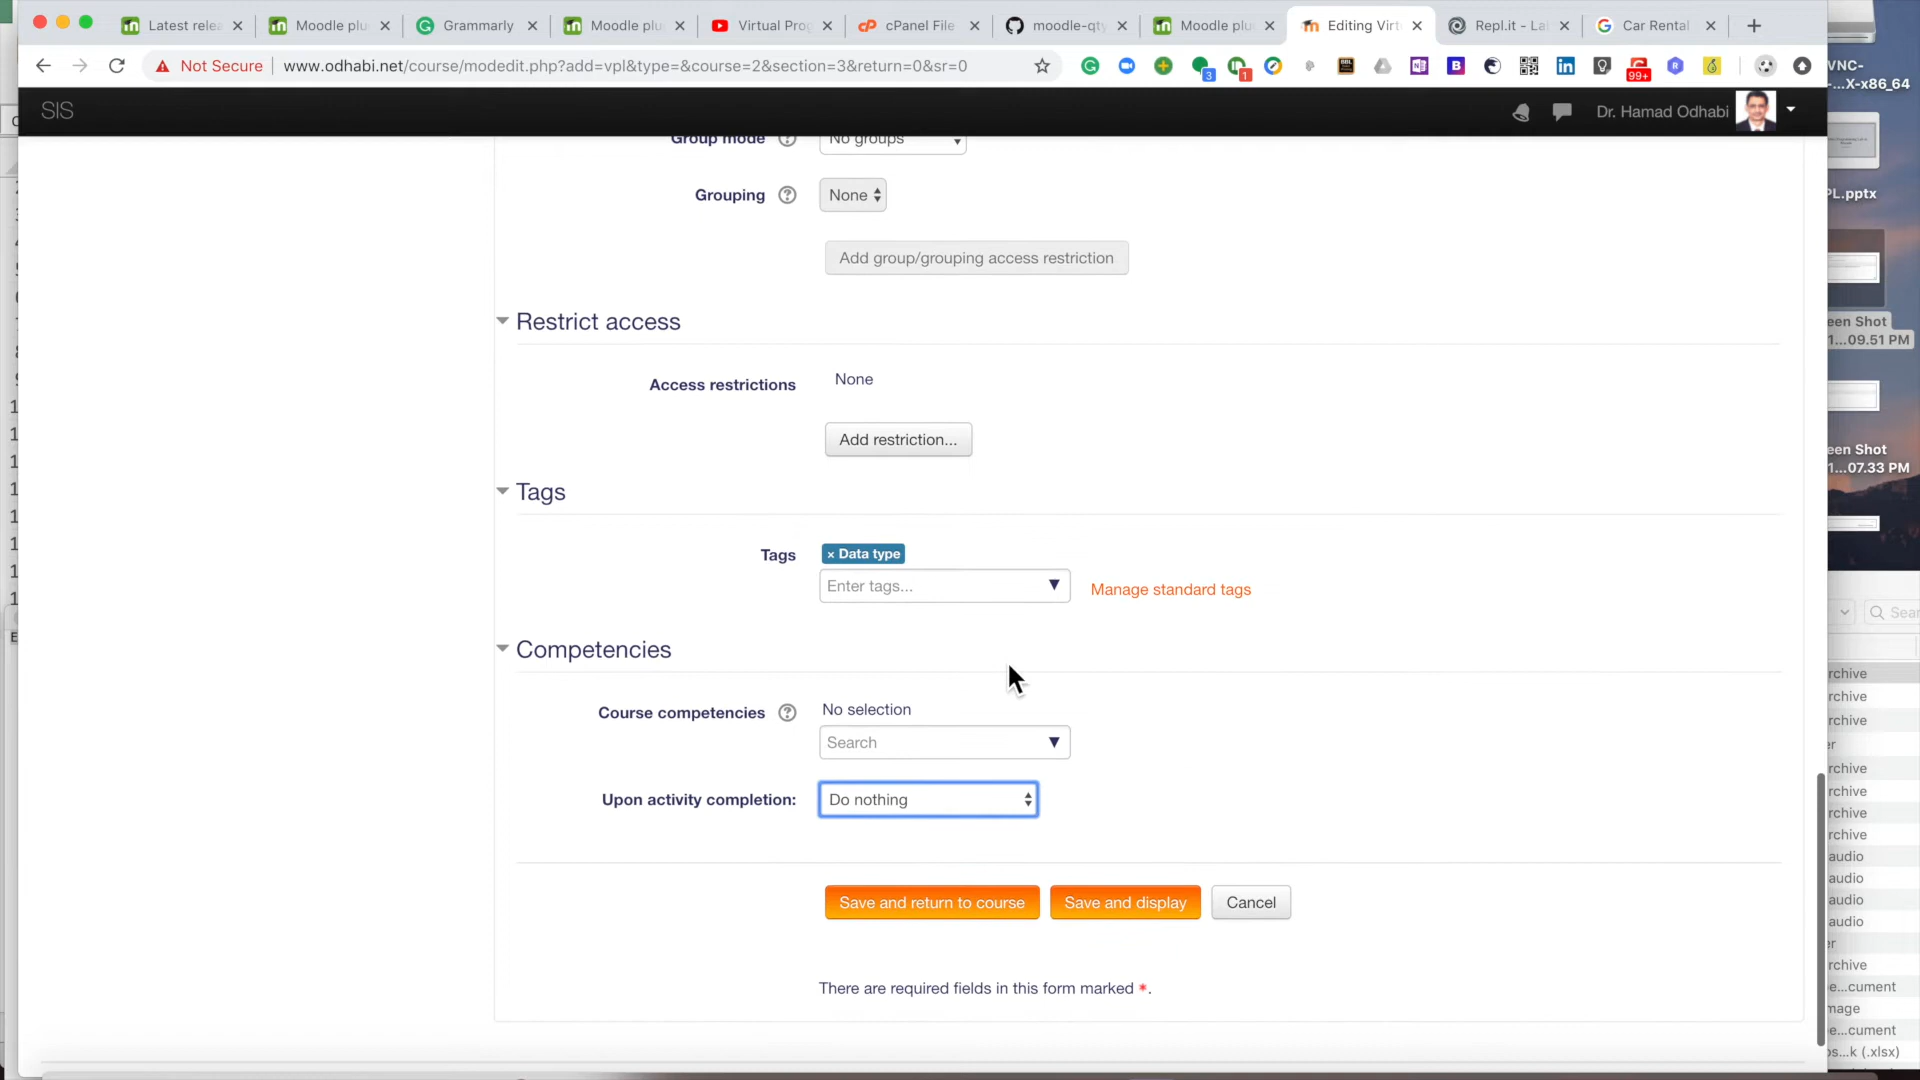 Latest relea
Moodle plu
Grammarly
Moodle plu
Virtual Prog
cPanel File
moodle-qty
Moodle plu
Editing Virt
Repl.it - La
Car Rental
Not Secure
www.odhabi.net/course/modedit.php?add=vpl&type=&course=2&section=3&return=0&sr=0
3
1
99+
VNC-
-...X-x86_64
SIS
Dr. Hamad Odhabi
Group mode
No groups
PL.pptx
Grouping
None
Add group/grouping access restriction
Restrict access
een Shot
1...09.51 PM
Access restrictions
None
Add restriction...
een Shot
1...07.33 PM
Tags
Tags
× Data type
Enter tags...
Manage standard tags
Sear
Competencies
Course competencies
No selection
Search
Upon activity completion:
Do nothing
Save and return to course
Save and display
Cancel
There are required fields in this form marked *.
rchive
rchive
rchive
er
rchive
rchive
rchive
rchive
audio
audio
audio
audio
er
rchive
e...cument
mage
e...cument
os...k (.xlsx)